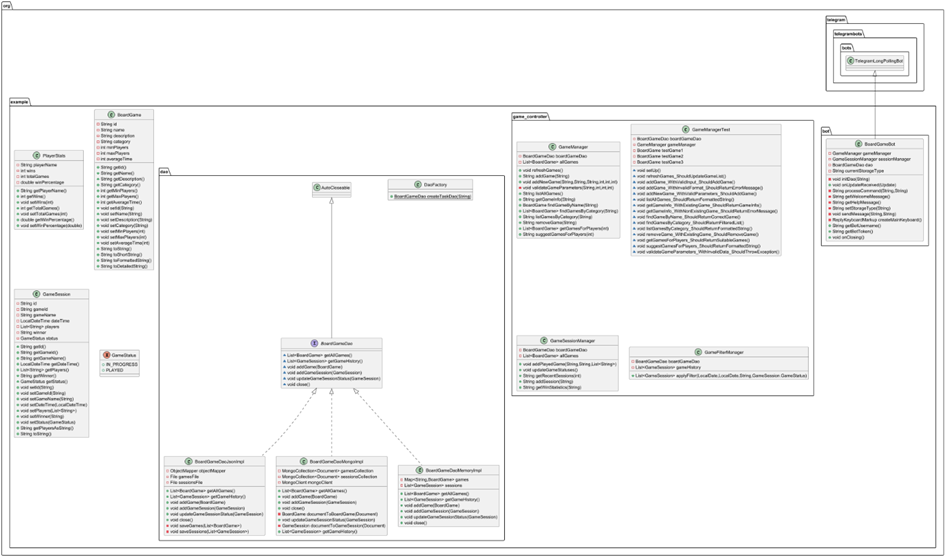 org
telegram
telegrambots
bots
TelegramLongPollingBot
example
BoardGame
String id
String name
String description
String category
int minPlayers
int maxPlayers
int averageTime
String getId()
String getName()
String getDescription()
String getCategory()
int getMinPlayers()
int getMaxPlayers()
int getAverageTime()
void setId(String)
void setName(String)
void setDescription(String)
void setCategory(String)
void setMinPlayers(int)
void setMaxPlayers(int)
void setAverageTime(int)
String toString()
String toShortString()
String toFormattedString()
String toDetailedString()
PlayerStats
String playerName
int wins
int totalGames
double winPercentage
String getPlayerName()
int getWins()
void setWins(int)
int getTotalGames()
void setTotalGames(int)
double getWinPercentage()
void setWinPercentage(double)
GameSession
String id
String gameId
String gameName
LocalDateTime dateTime
List<String> players
String winner
GameStatus status
String getId()
String getGameId()
String getGameName()
LocalDateTime getDateTime()
List<String> getPlayers()
String getWinner()
GameStatus getStatus()
void setId(String)
void setGameId(String)
void setGameName(String)
void setDateTime(LocalDateTime)
void setPlayers(List<String>)
void setWinner(String)
void setStatus(GameStatus)
String getPlayersAsString()
String toString()
GameStatus
IN_PROGRESS
PLAYED
dao
AutoCloseable
DaoFactory
BoardGameDao createTaskDao(String)
BoardGameDao
List<BoardGame> getAllGames()
List<GameSession> getGameHistory()
void addGame(BoardGame)
void addGameSession(GameSession)
void updateGameSessionStatus(GameSession)
void close()
BoardGameDaoJsonImpl
ObjectMapper objectMapper
File gamesFile
File sessionsFile
List<BoardGame> getAllGames()
List<GameSession> getGameHistory()
void addGame(BoardGame)
void addGameSession(GameSession)
void updateGameSessionStatus(GameSession)
void close()
void saveGames(List<BoardGame>)
void saveSessions(List<GameSession>)
BoardGameDaoMongoImpl
MongoCollection<Document> gamesCollection
MongoCollection<Document> sessionsCollection
MongoClient mongoClient
List<BoardGame> getAllGames()
void addGame(BoardGame)
void addGameSession(GameSession)
void close()
BoardGame documentToBoardGame(Document)
void updateGameSessionStatus(GameSession)
GameSession documentToGameSession(Document)
List<GameSession> getGameHistory()
BoardGameDaoMemoryImpl
Map<String,BoardGame> games
List<GameSession> sessions
List<BoardGame> getAllGames()
List<GameSession> getGameHistory()
void addGame(BoardGame)
void addGameSession(GameSession)
void updateGameSessionStatus(GameSession)
void close()
game_controller
GameManager
BoardGameDao boardGameDao
List<BoardGame> allGames
void refreshGames()
String addGame(String)
void addNewGame(String,String,String,int,int,int)
void validateGameParameters(String,int,int,int)
String listAllGames()
String getGameInfo(String)
BoardGame findGameByName(String)
List<BoardGame> findGamesByCategory(String)
String listGamesByCategory(String)
String removeGame(String)
List<BoardGame> getGamesForPlayers(int)
String suggestGamesForPlayers(int)
GameManagerTest
BoardGameDao boardGameDao
GameManager gameManager
BoardGame testGame1
BoardGame testGame2
BoardGame testGame3
void setUp()
void refreshGames_ShouldUpdateGamesList()
void addGame_WithValidInput_ShouldAddGame()
void addGame_WithInvalidFormat_ShouldReturnErrorMessage()
void addNewGame_WithValidParameters_ShouldAddGame()
void listAllGames_ShouldReturnFormattedString()
void getGameInfo_WithExistingGame_ShouldReturnGameInfo()
void getGameInfo_WithNonExistingGame_ShouldReturnErrorMessage()
void findGameByName_ShouldReturnCorrectGame()
void findGamesByCategory_ShouldReturnFilteredList()
void listGamesByCategory_ShouldReturnFormattedString()
void removeGame_WithExistingGame_ShouldRemoveGame()
void getGamesForPlayers_ShouldReturnSuitableGames()
void suggestGamesForPlayers_ShouldReturnFormattedString()
void validateGameParameters_WithInvalidData_ShouldThrowException()
GameSessionManager
BoardGameDao boardGameDao
List<BoardGame> allGames
void addPlayedGame(String,String,List<String>)
void updateGameStatuses()
String getRecentSessions(int)
String addSession(String)
String getWinStatistics(String)
GameFilterManager
BoardGameDao boardGameDao
List<GameSession> gameHistory
List<GameSession> applyFilter(LocalDate,LocalDate,String,GameSession.GameStatus)
bot
BoardGameBot
GameManager gameManager
GameSessionManager sessionManager
BoardGameDao dao
String currentStorageType
void initDao(String)
void onUpdateReceived(Update)
String processCommand(String,String)
String getWelcomeMessage()
String getHelpMessage()
String setStorageType(String)
void sendMessage(String,String)
ReplyKeyboardMarkup createMainKeyboard()
String getBotUsername()
String getBotToken()
void onClosing()